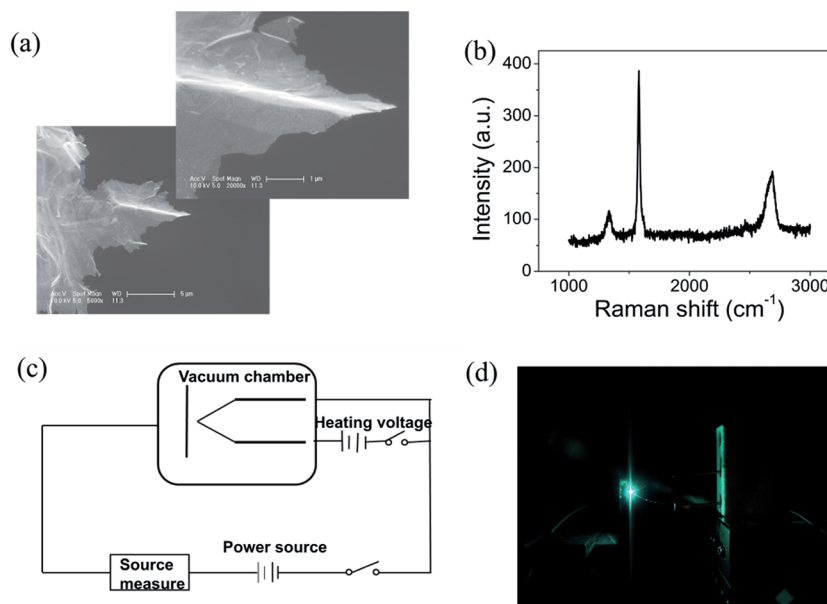 (a)
Acc.V Spot Magn WD 1 µm
10.0 kV 5.0 20000x 11.3
Acc.V Spot Magn WD 5 µm
10.0 kV 5.0 5000x 11.3
(b)
400
300
200
100
0
Intensity (a.u.)
1000 2000 3000
Raman shift (cm⁻¹)
(c)
Vacuum chamber
Heating voltage
Power source
Source
measure
(d)